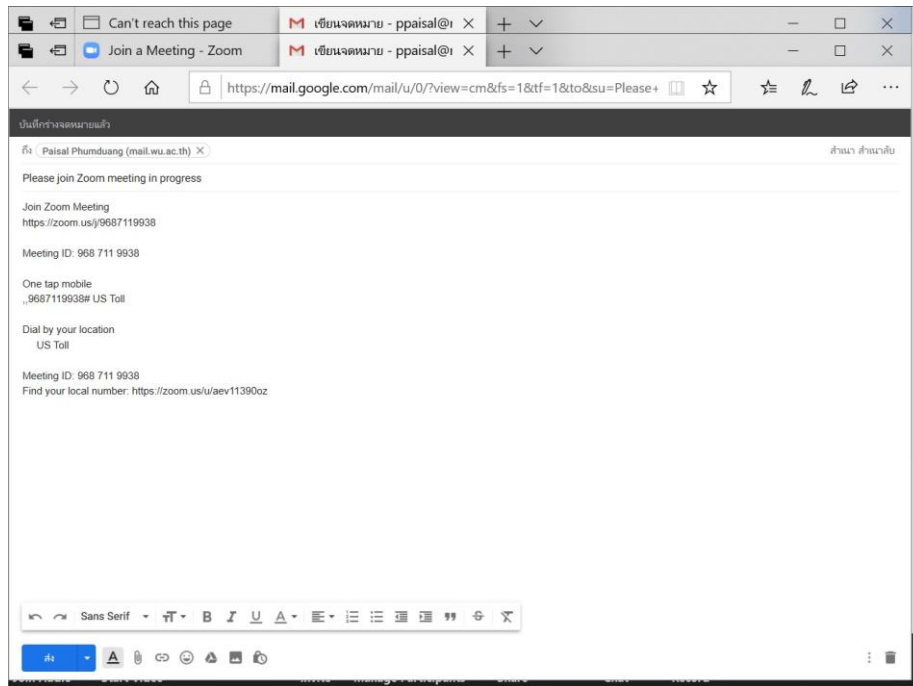 Can't reach this page
เขียนจดหมาย - ppaisal@
Join a Meeting - Zoom
เขียนจดหมาย - ppaisal@
https://mail.google.com/mail/u/0/?view=cm&fs=1&tf=1&to&su=Please+
บันทึกร่างจดหมายแล้ว
ถึง Paisal Phumduang (mail.wu.ac.th) สำเนา สำเนาลับ
Please join Zoom meeting in progress
Join Zoom Meeting
https://zoom.us/j/9687119938
Meeting ID: 968 711 9938
One tap mobile
,,9687119938# US Toll
Dial by your location
US Toll
Meeting ID: 968 711 9938
Find your local number: https://zoom.us/u/aev11390oz
Sans Serif
ส่ง